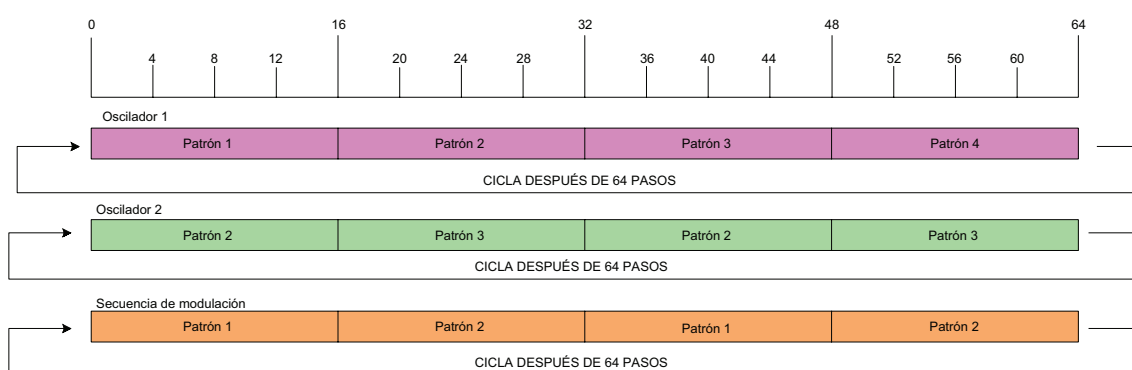 0 16 32 48 64
4 8 12 20 24 28 36 40 44 52 56 60
Oscilador 1
Patrón 1 Patrón 2 Patrón 3 Patrón 4
CICLA DESPUÉS DE 64 PASOS
Oscilador 2
Patrón 2 Patrón 3 Patrón 2 Patrón 3
CICLA DESPUÉS DE 64 PASOS
Secuencia de modulación
Patrón 1 Patrón 2 Patrón 1 Patrón 2
CICLA DESPUÉS DE 64 PASOS